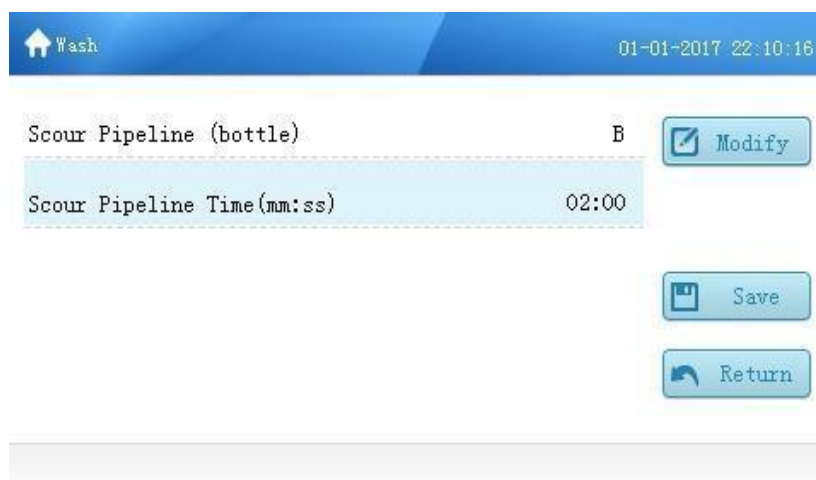 Wash 01-01-2017 22:10:16
Scour Pipeline (bottle) B
Modify
Scour Pipeline Time(mm:ss) 02:00
Save
Return